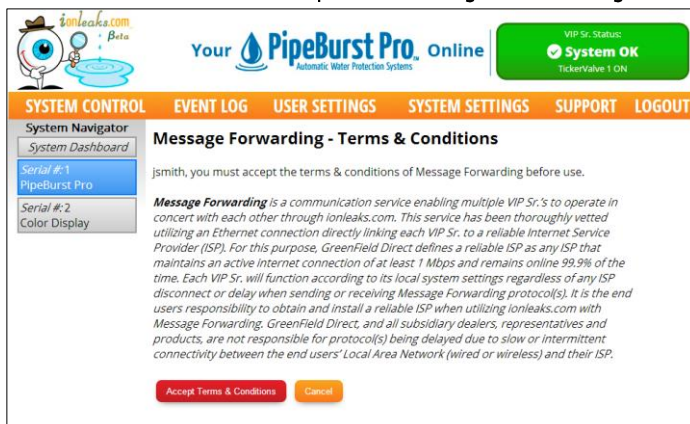 ionleaks.com
Beta
Your PipeBurst Pro™ Online
Automatic Water Protection Systems
VIP Sr. Status:
System OK
TickerValve 1 ON
SYSTEM CONTROL EVENT LOG USER SETTINGS SYSTEM SETTINGS SUPPORT LOGOUT
System Navigator
System Dashboard
Serial #: 1
PipeBurst Pro
Serial #: 2
Color Display
Message Forwarding - Terms & Conditions
jsmith, you must accept the terms & conditions of Message Forwarding before use.
Message Forwarding is a communication service enabling multiple VIP Sr.'s to operate in
concert with each other through ionleaks.com. This service has been thoroughly vetted
utilizing an Ethernet connection directly linking each VIP Sr. to a reliable Internet Service
Provider (ISP). For this purpose, GreenField Direct defines a reliable ISP as any ISP that
maintains an active internet connection of at least 1 Mbps and remains online 99.9% of the
time. Each VIP Sr. will function according to its local system settings regardless of any ISP
disconnect or delay when sending or receiving Message Forwarding protocol(s). It is the end
users responsibility to obtain and install a reliable ISP when utilizing ionleaks.com with
Message Forwarding. GreenField Direct, and all subsidiary dealers, representatives and
products, are not responsible for protocol(s) being delayed due to slow or intermittent
connectivity between the end users' Local Area Network (wired or wireless) and their ISP.
Accept Terms & Conditions Cancel